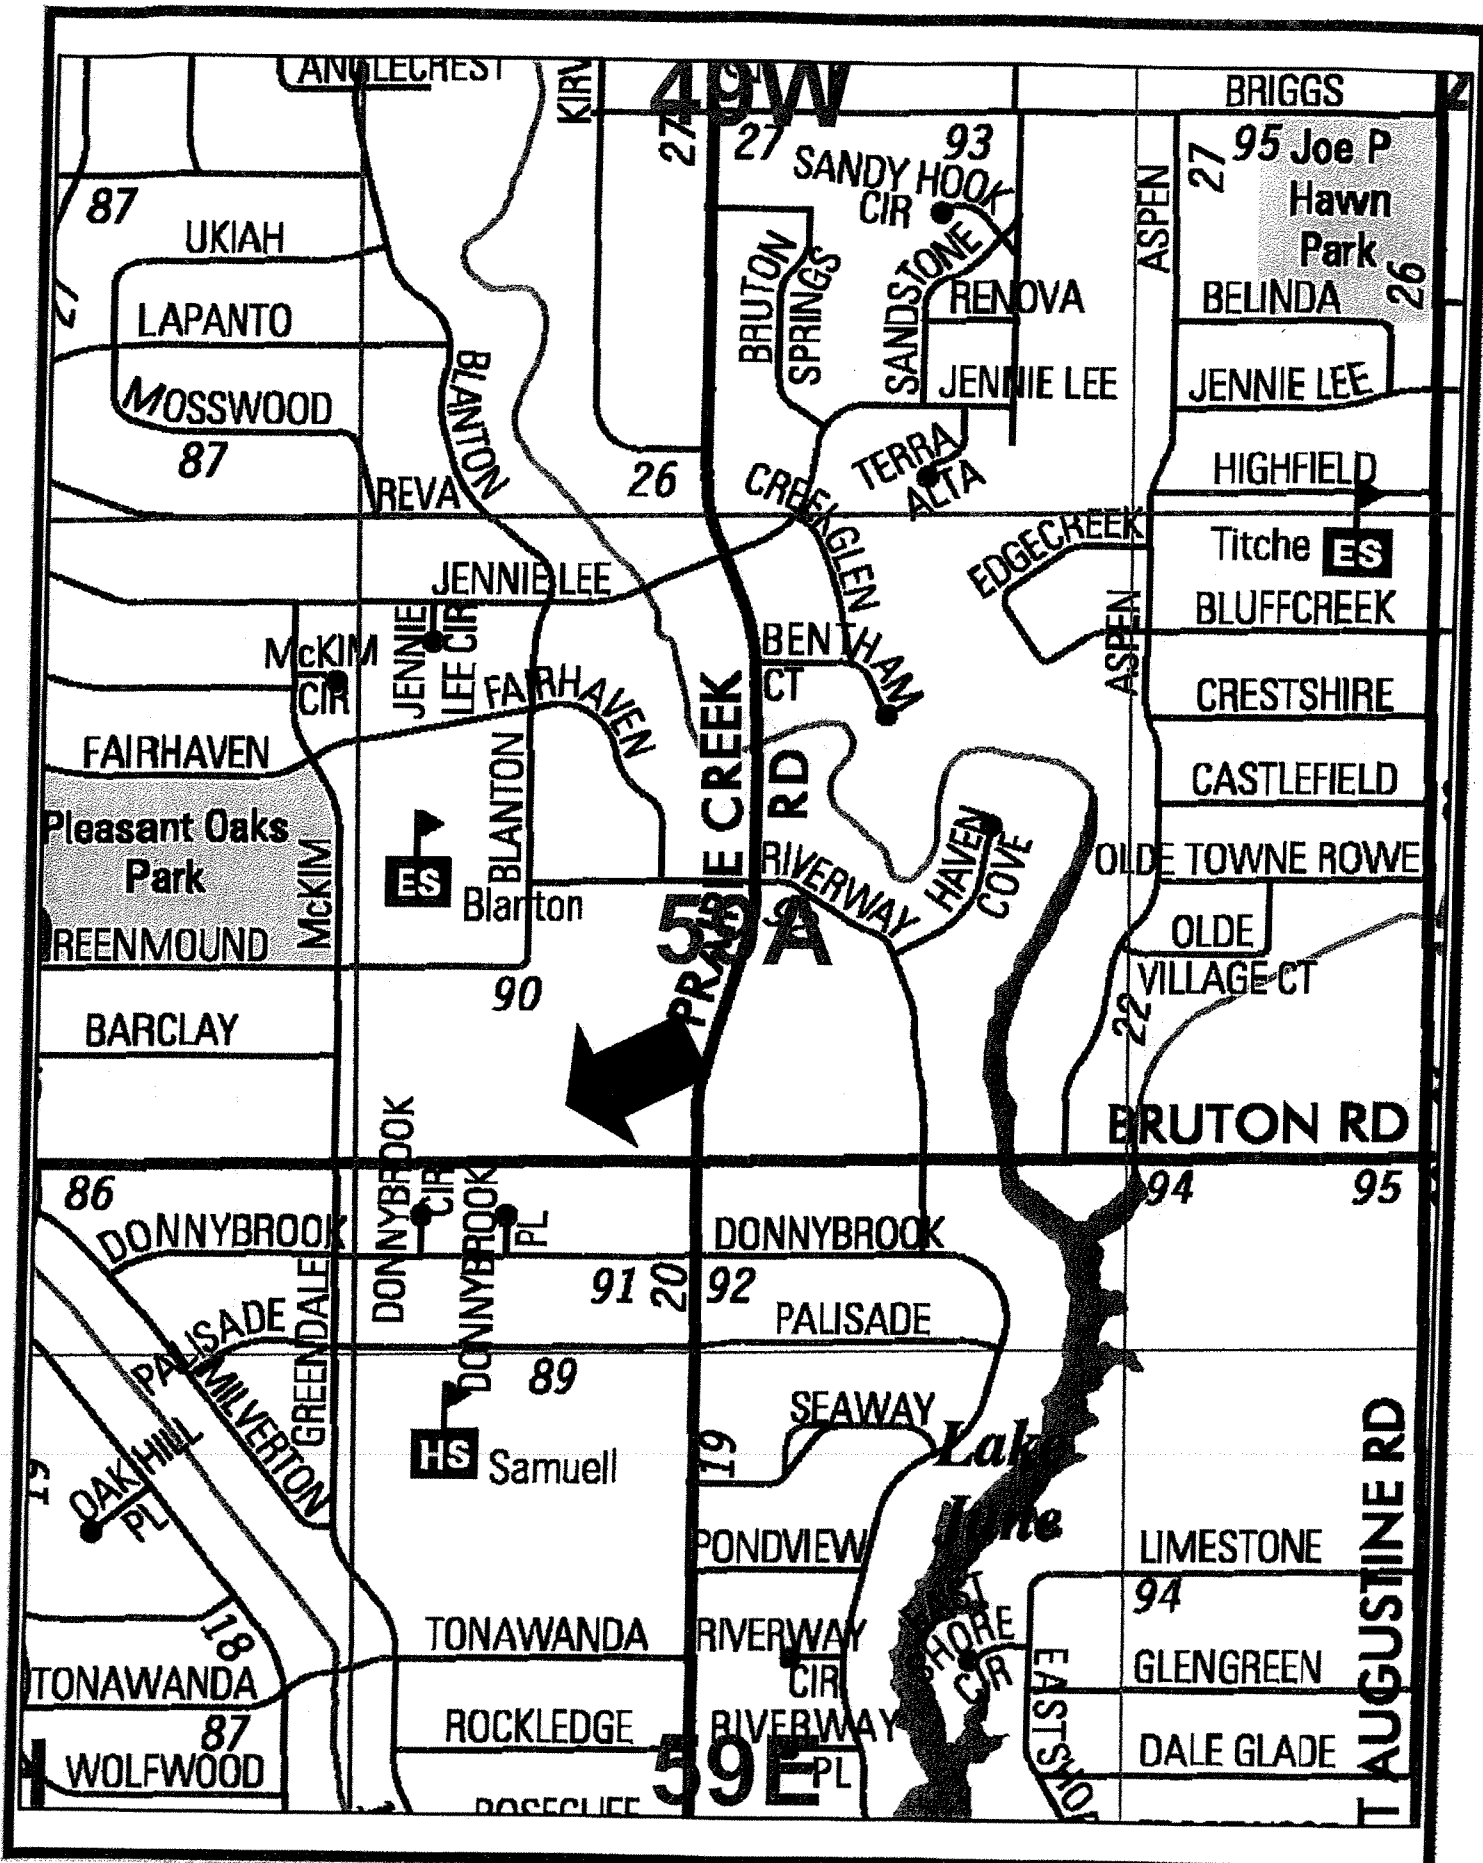 ANGLECREST
49W
BRIGGS
27
27
93
27
95
Joe P
Hawn
Park
SANDY HOOK
CIR
ASPEN
87
UKIAH
27
26
LAPANTO
BRUTON
SPRINGS
SANDSTONE
RENOVA
BELINDA
BLANTON
JENNIE LEE
JENNIE LEE
MOSSWOOD
87
26
TERRA
ALTA
HIGHFIELD
REVA
CREEKGLEN
EDGECREEK
Titche
ES
JENNIE LEE
BLUFFCREEK
McKIM
CIR
JENNIE
LEE CIR
BENTHAM
CT
ASPEN
FAIRHAVEN
CRESTSHIRE
FAIRHAVEN
PRAIRIE CREEK
RD
CASTLEFIELD
Pleasant Oaks
Park
McKIM
ES
Blanton
BLANTON
RIVERWAY
HAVEN
COVE
OLDE TOWNE ROWE
REENMOUND
OLDE
VILLAGE CT
90
22
BARCLAY
BRUTON RD
86
94
95
DONNYBROOK
DONNYBROOK
CIR
DONNYBROOK
PL
DONNYBROOK
91
20
92
PALISADE
GREENDALE
PALISADE
89
MILVERTON
SEAWAY
HS
Samuell
19
19
Lake
June
OAK HILL
PL
PONDVIEW
LIMESTONE
94
T AUGUSTINE RD
18
TONAWANDA
RIVERWAY
CIR
SHORE
CIR
TONAWANDA
GLENGREEN
87
ROCKLEDGE
RIVERWAY
PL
EASTSHOR
DALE GLADE
WOLFWOOD
59E
ROSECLIFF